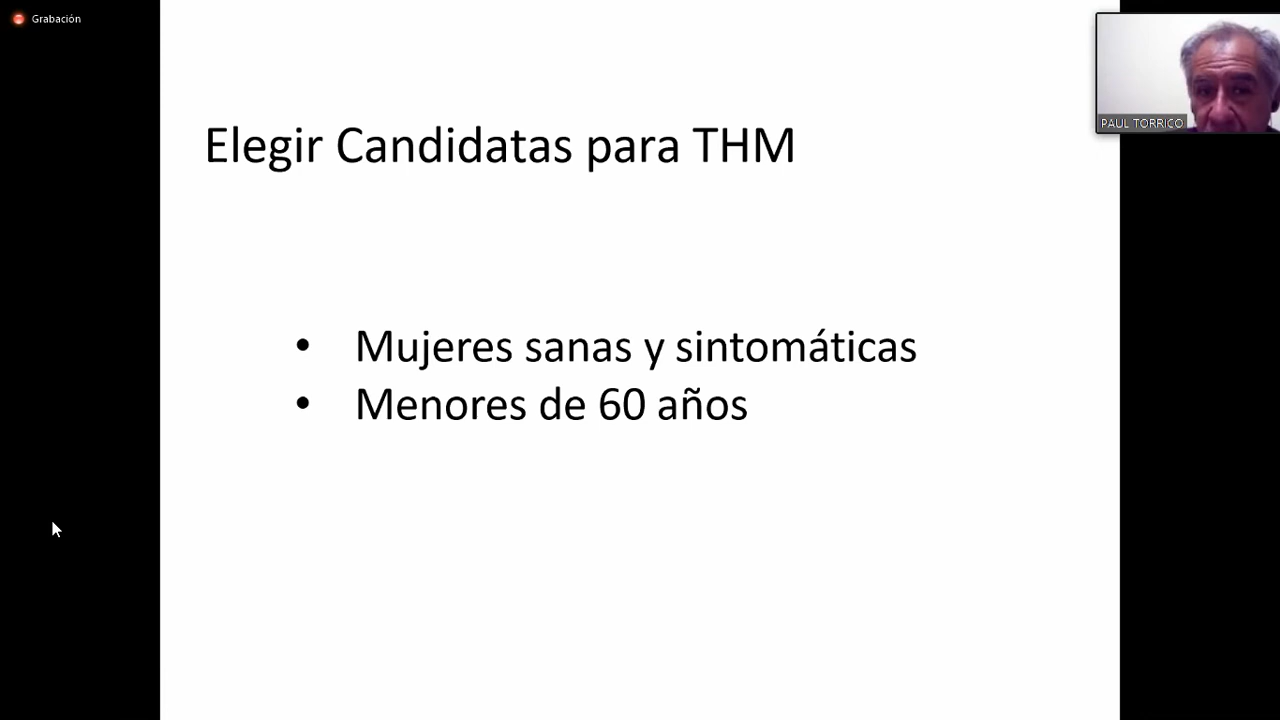 Grabación
PAUL TORRICO
Elegir Candidatas para THM
• Mujeres sanas y sintomáticas
• Menores de 60 años